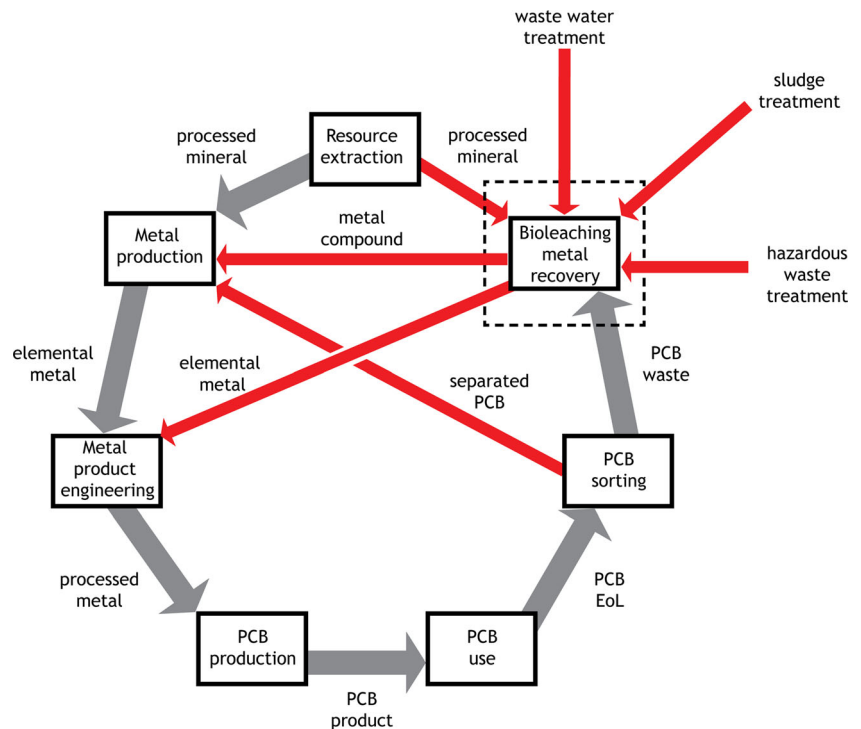 waste water
treatment
sludge
treatment
processed
mineral
Resource
extraction
processed
mineral
Metal
production
metal
compound
Bioleaching
metal
recovery
hazardous
waste
treatment
elemental
metal
elemental
metal
separated
PCB
PCB
waste
Metal
product
engineering
PCB
sorting
processed
metal
PCB
EoL
PCB
production
PCB
use
PCB
product